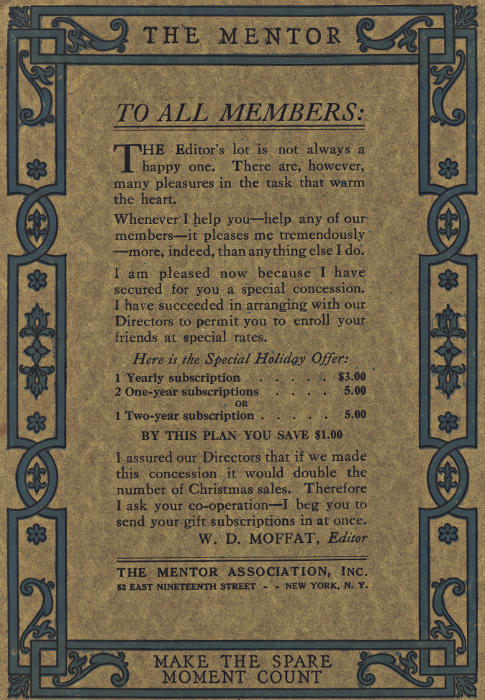 THE MENTOR
TO ALL MEMBERS:
THE Editor's lot is not always a
happy one. There are, however,
many pleasures in the task that warm
the heart.
Whenever I help you—help any of our
members—it pleases me tremendously
—more, indeed, than anything else I do.
I am pleased now because I have
secured for you a special concession.
I have succeeded in arranging with our
Directors to permit you to enroll your
friends at special rates.
Here is the Special Holiday Offer:
1 Yearly subscription . . . . . $3.00
2 One-year subscriptions . . . . 5.00
OR
1 Two-year subscription . . . . . 5.00
BY THIS PLAN YOU SAVE $1.00
I assured our Directors that if we made
this concession it would double the
number of Christmas sales. Therefore
I ask your co-operation—I beg you to
send your gift subscriptions in at once.
W. D. MOFFAT, Editor
THE MENTOR ASSOCIATION, INC.
52 EAST NINETEENTH STREET - - NEW YORK, N. Y.
MAKE THE SPARE
MOMENT COUNT